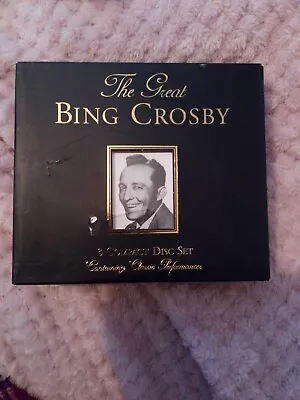 The Great
BING CROSBY
3 COMPACT DISC SET
Containing Classic Performances